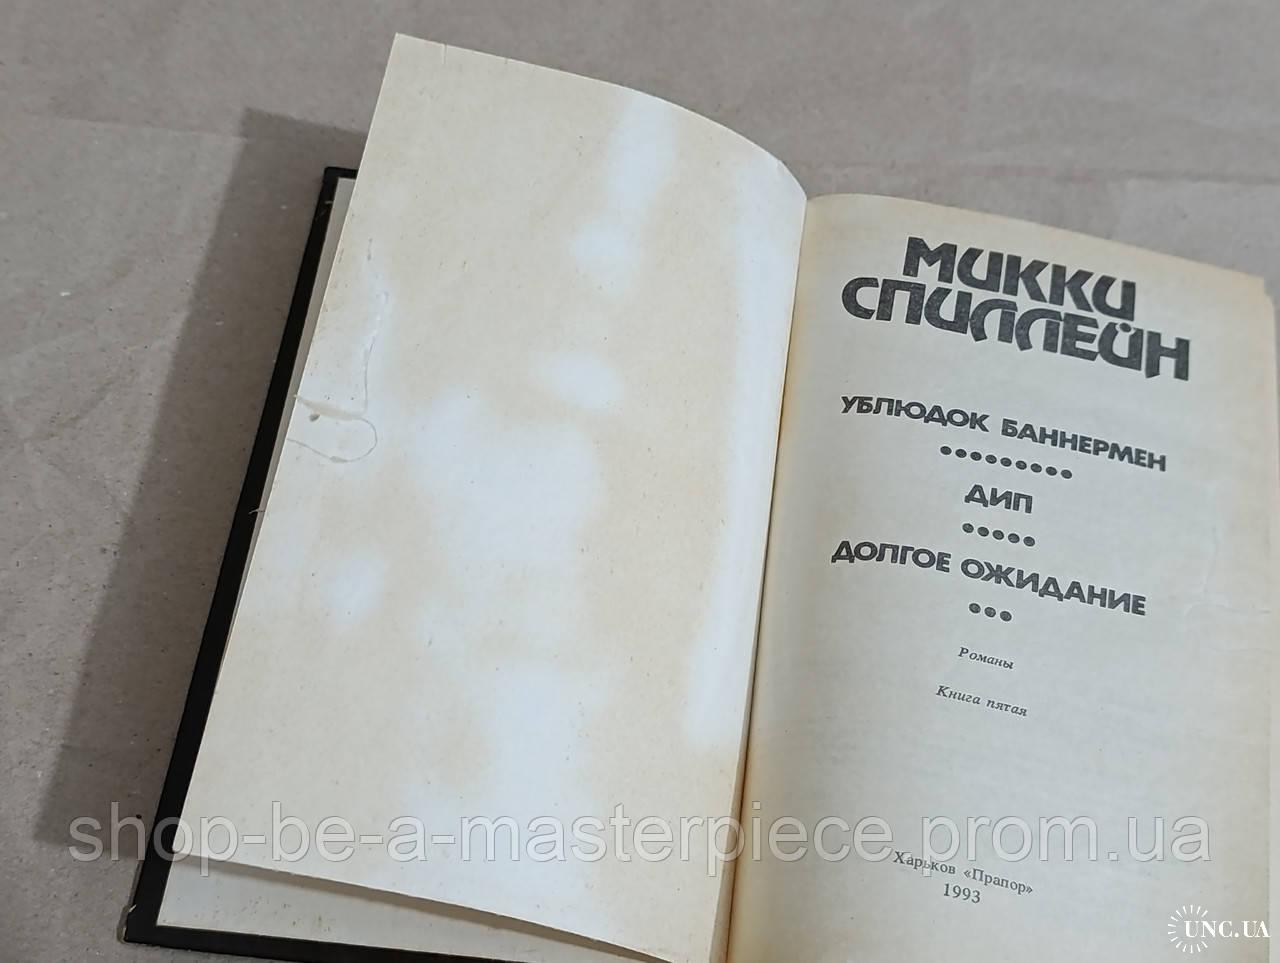 МИККИ
СПИЛЛЕЙН
УБЛЮДОК БАННЕРМЕН
ДИП
ДОЛГОЕ ОЖИДАНИЕ
Романы
Книга пятая
shop-be-a-masterpiece.prom.ua
Харьков «Прапор»
1993
UNC.UA